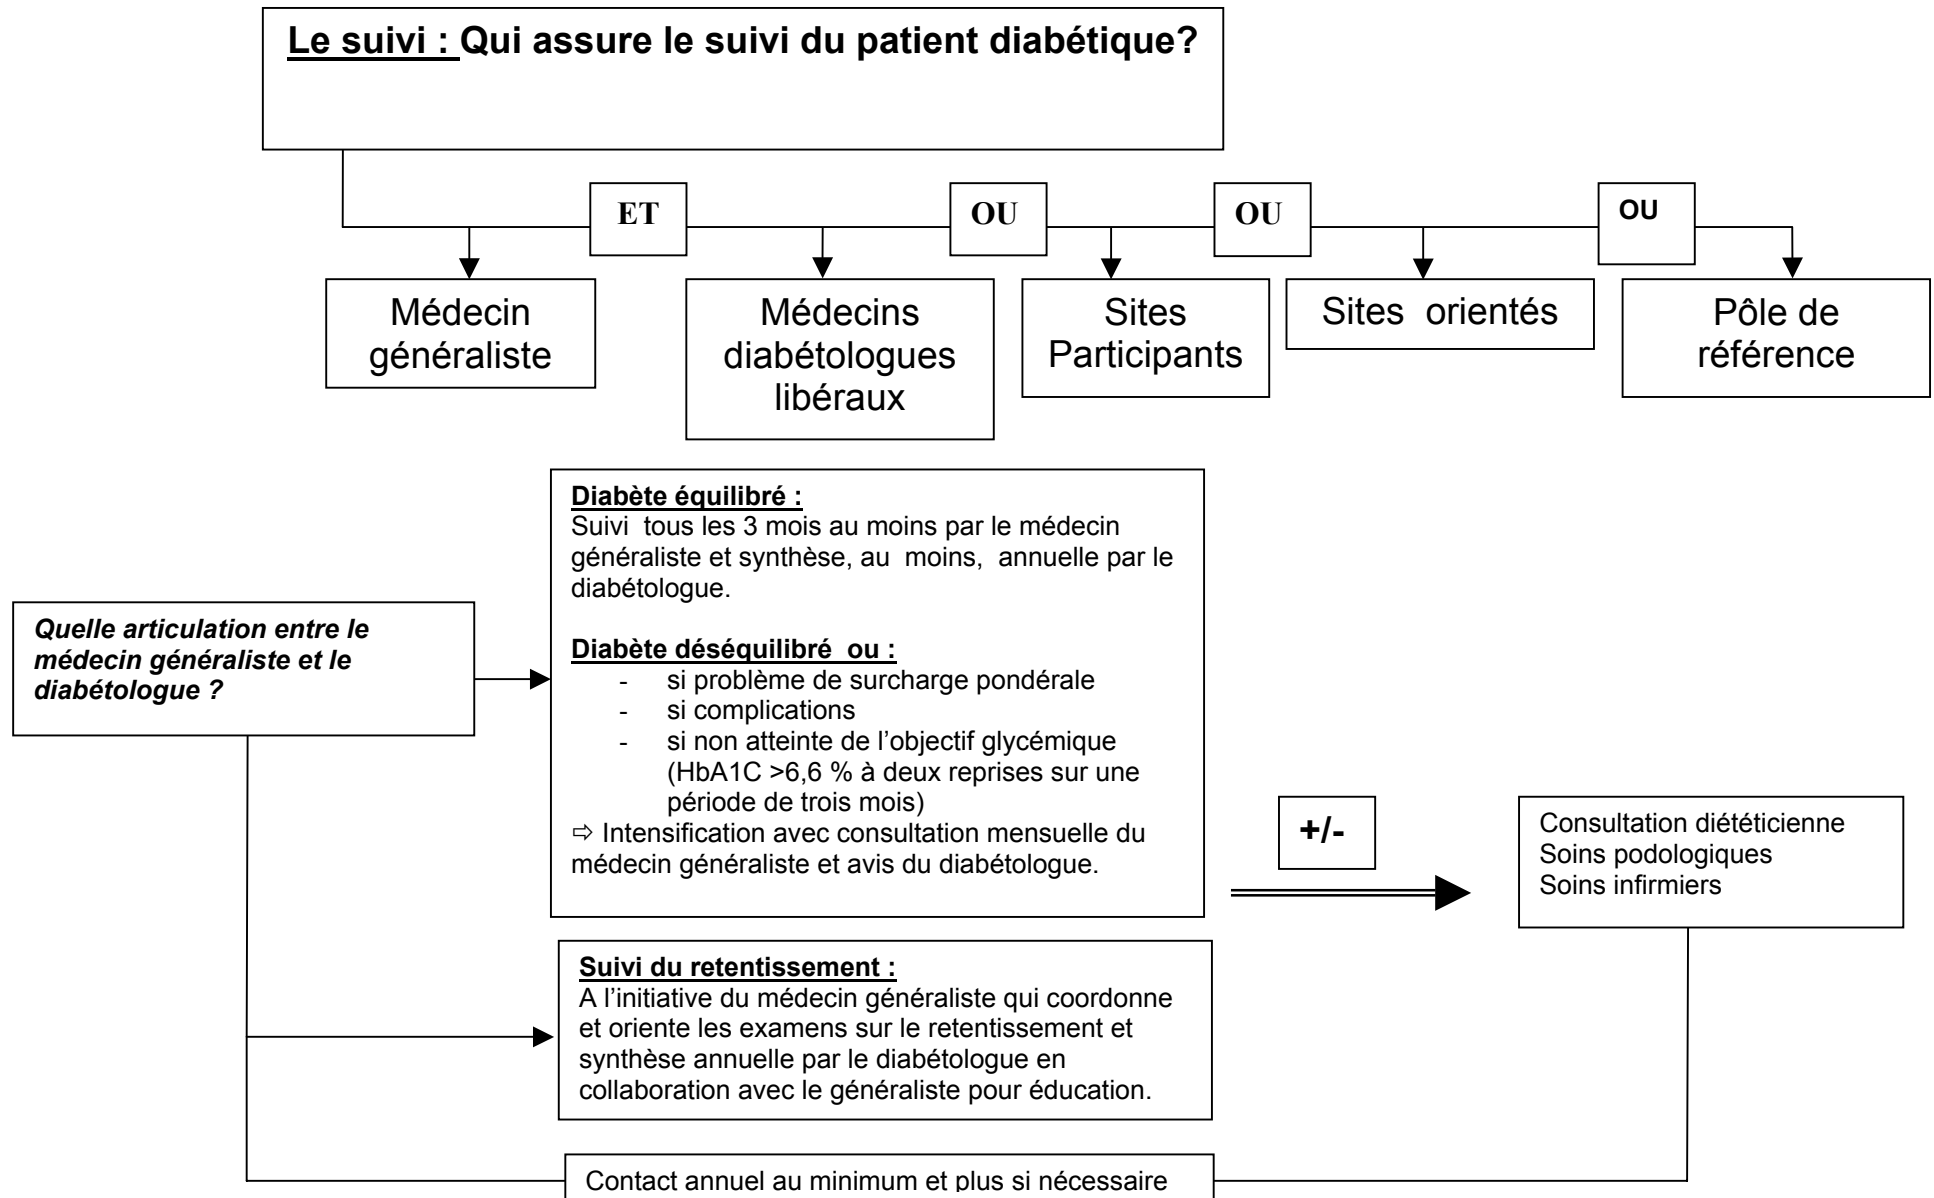 Le suivi : Qui assure le suivi du patient diabétique?
ET
OU
OU
OU
Médecin
généraliste
Médecins
diabétologues
libéraux
Sites
Participants
Sites orientés
Pôle de
référence
Quelle articulation entre le
médecin généraliste et le
diabétologue ?
Diabète équilibré :
Suivi tous les 3 mois au moins par le médecin
généraliste et synthèse, au moins, annuelle par le
diabétologue.
Diabète déséquilibré ou :
- si problème de surcharge pondérale
- si complications
- si non atteinte de l’objectif glycémique
(HbA1C >6,6 % à deux reprises sur une
période de trois mois)
⇨ Intensification avec consultation mensuelle du
médecin généraliste et avis du diabétologue.
+/-
Consultation diététicienne
Soins podologiques
Soins infirmiers
Suivi du retentissement :
A l’initiative du médecin généraliste qui coordonne
et oriente les examens sur le retentissement et
synthèse annuelle par le diabétologue en
collaboration avec le généraliste pour éducation.
Contact annuel au minimum et plus si nécessaire